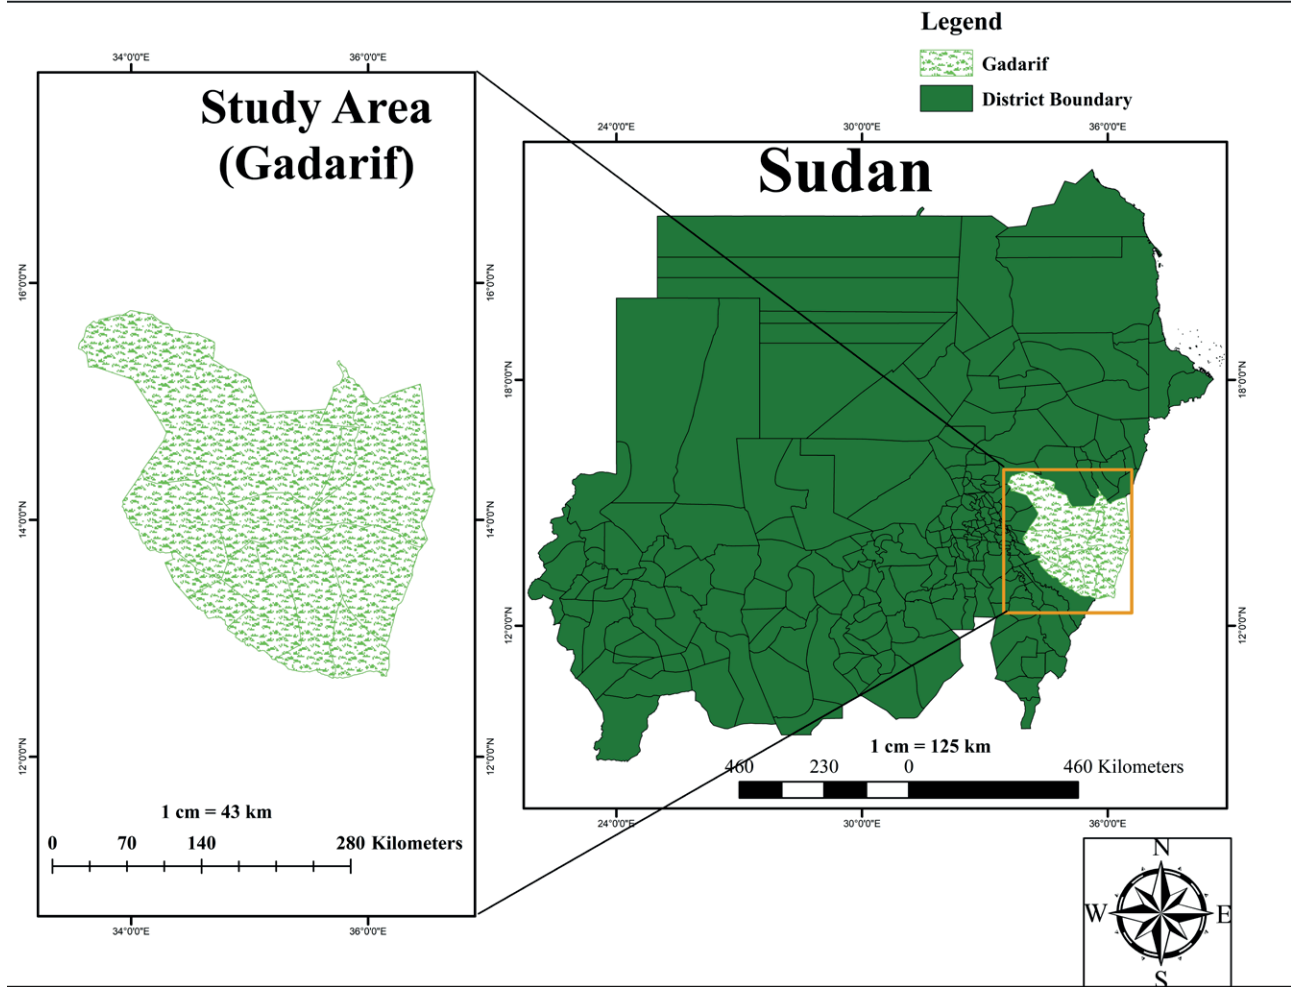 Legend
Gadarif
District Boundary
34°0'0"E
36°0'0"E
Study Area
(Gadarif)
16°0'0"N
16°0'0"N
14°0'0"N
14°0'0"N
12°0'0"N
12°0'0"N
1 cm = 43 km
0 70 140 280 Kilometers
34°0'0"E
36°0'0"E
24°0'0"E
30°0'0"E
36°0'0"E
Sudan
18°0'0"N
18°0'0"N
12°0'0"N
12°0'0"N
1 cm = 125 km
460 230 0 460 Kilometers
24°0'0"E
30°0'0"E
36°0'0"E
N
W E
S